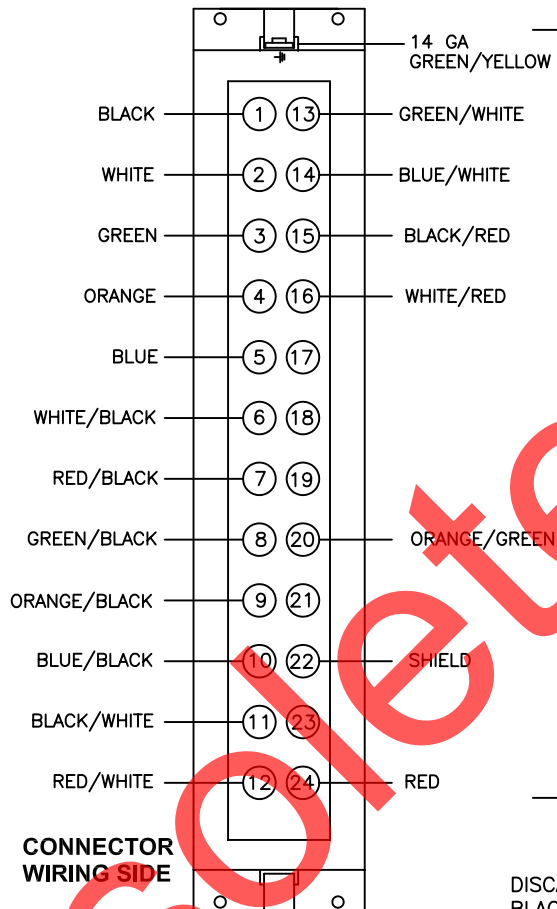 14 GA
GREEN/YELLOW
BLACK 1 13 GREEN/WHITE
WHITE 2 14 BLUE/WHITE
GREEN 3 15 BLACK/RED
ORANGE 4 16 WHITE/RED
BLUE 5 17
WHITE/BLACK 6 18
RED/BLACK 7 19
GREEN/BLACK 8 20 ORANGE/GREEN
ORANGE/BLACK 9 21
BLUE/BLACK 10 22 SHIELD
BLACK/WHITE 11 23
RED/WHITE 12 24 RED
CONNECTOR
WIRING SIDE